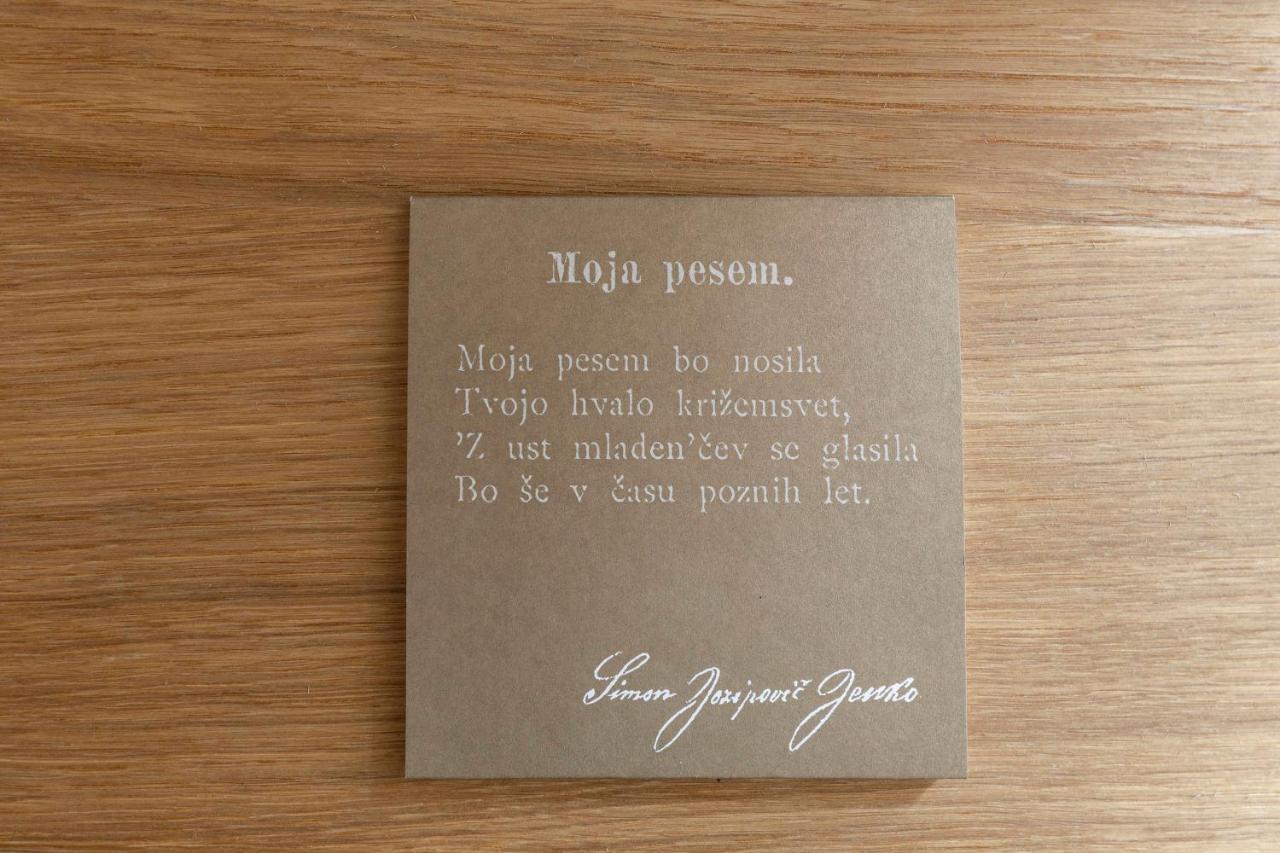 Moja pesem.
Moja pesem bo nosila
Tvojo hvalo križemsvet,
'Z ust mladen'čev se glasila
Bo še v času poznih let.
Simon Jozipovič Jenko